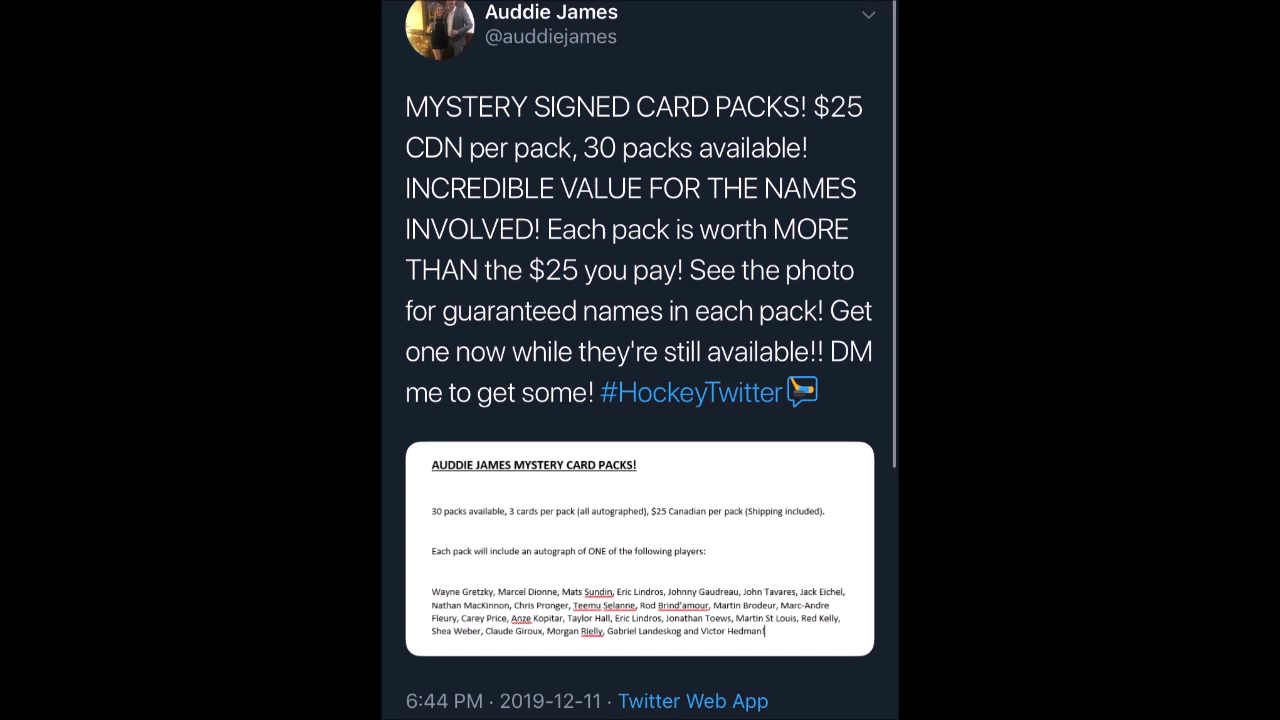 Auddie James
@auddiejames
MYSTERY SIGNED CARD PACKS! $25
CDN per pack, 30 packs available!
INCREDIBLE VALUE FOR THE NAMES
INVOLVED! Each pack is worth MORE
THAN the $25 you pay! See the photo
for guaranteed names in each pack! Get
one now while they're still available!! DM
me to get some! #HockeyTwitter
AUDDIE JAMES MYSTERY CARD PACKS!
30 packs available, 3 cards per pack (all autographed), $25 Canadian per pack (Shipping included).
Each pack will include an autograph of ONE of the following players:
Wayne Gretzky, Marcel Dionne, Mats Sundin, Eric Lindros, Johnny Gaudreau, John Tavares, Jack Eichel,
Nathan MacKinnon, Chris Pronger, Teemu Selanne, Rod Brind'amour, Martin Brodeur, Marc-Andre
Fleury, Carey Price, Anze Kopitar, Taylor Hall, Eric Lindros, Jonathan Toews, Martin St Louis, Red Kelly,
Shea Weber, Claude Giroux, Morgan Rielly, Gabriel Landeskog and Victor Hedman!
6:44 PM · 2019-12-11 · Twitter Web App